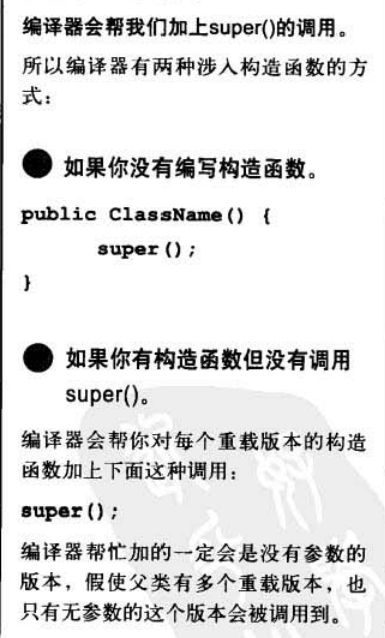 编译器会帮我们加上super()的调用。
所以编译器有两种涉入构造函数的方
式：
如果你没有编写构造函数。
public ClassName() {
super();
}
如果你有构造函数但没有调用
super()。
编译器会帮你对每个重载版本的构造
函数加上下面这种调用：
super();
编译器帮忙加的一定会是没有参数的
版本，假使父类有多个重载版本，也
只有无参数的这个版本会被调用到。